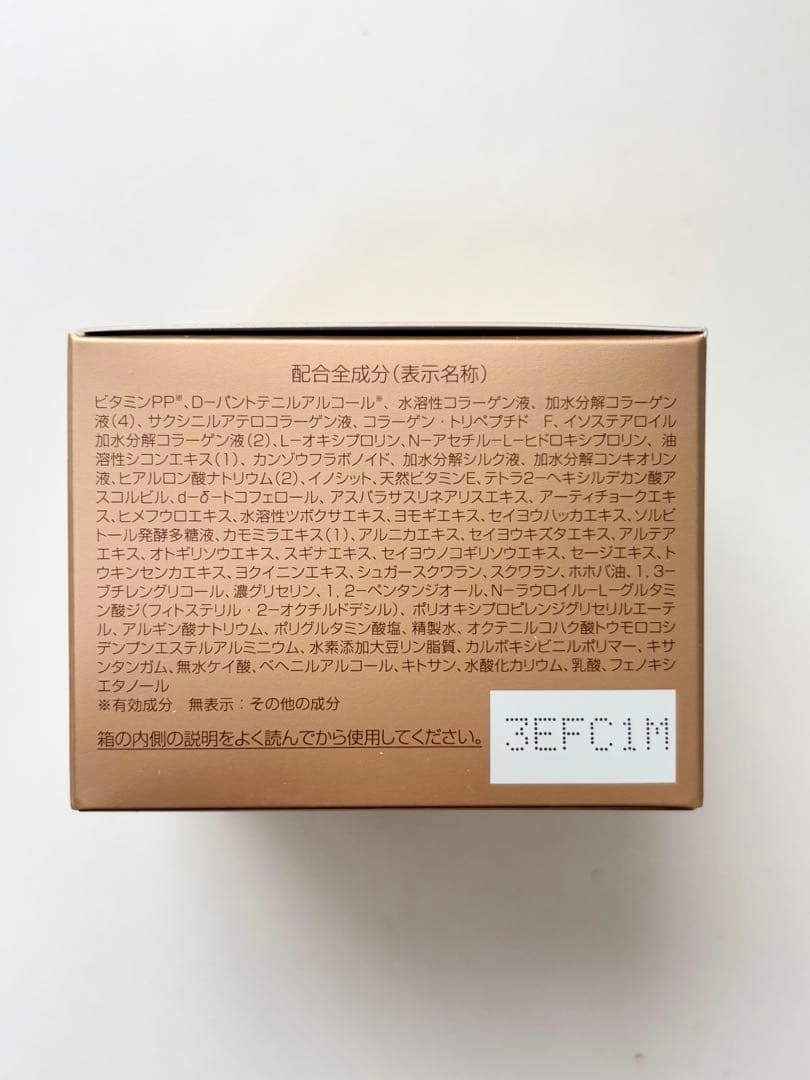 配合全成分（表示名称）
ビタミンPP※、D－パントテニルアルコール※、水溶性コラーゲン液、加水分解コラーゲン
液（4）、サクシニルアテロコラーゲン液、コラーゲン・トリペプチド F、イソステアロイル
加水分解コラーゲン液（2）、L－オキシプロリン、N－アセチル－L－ヒドロキシプロリン、油
溶性シコンエキス（1）、カンゾウフラボノイド、加水分解シルク液、加水分解コンキオリン
液、ヒアルロン酸ナトリウム（2）、イノシット、天然ビタミンE、テトラ2－ヘキシルデカン酸ア
スコルビル、d－δ－トコフェロール、アスパラサスリネアリスエキス、アーティチョークエキ
ス、ヒメフウロエキス、水溶性ツボクサエキス、ヨモギエキス、セイヨウハッカエキス、ソルビ
トール発酵多糖液、カモミラエキス（1）、アルニカエキス、セイヨウキズタエキス、アルテア
エキス、オトギリソウエキス、スギナエキス、セイヨウノコギリソウエキス、セージエキス、ト
ウキンセンカエキス、ヨクイニンエキス、シュガースクワラン、スクワラン、ホホバ油、1，3－
ブチレングリコール、濃グリセリン、1，2－ペンタンジオール、N－ラウロイル－L－グルタミ
ン酸ジ（フィトステリル・2－オクチルドデシル）、ポリオキシプロピレンジグリセリルエーテ
ル、アルギン酸ナトリウム、ポリグルタミン酸塩、精製水、オクテニルコハク酸トウモロコシ
デンプンエステルアルミニウム、水素添加大豆リン脂質、カルボキシビニルポリマー、キサ
ンタンガム、無水ケイ酸、ベヘニルアルコール、キトサン、水酸化カリウム、乳酸、フェノキシ
エタノール
※有効成分　無表示：その他の成分
箱の内側の説明をよく読んでから使用してください。
3EFC1M